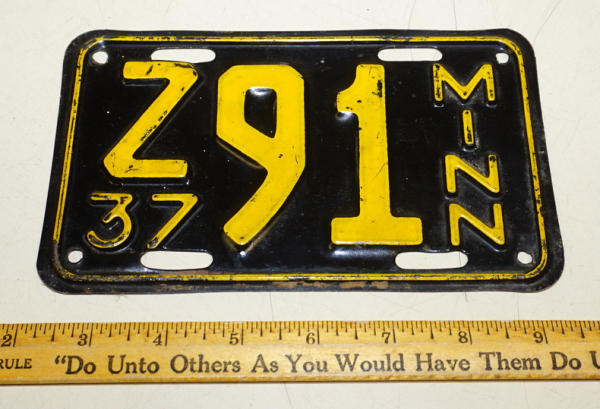 Z91
37
MINN
2 3 4 5 6 7 8 9
RULE "Do Unto Others As You Would Have Them Do U